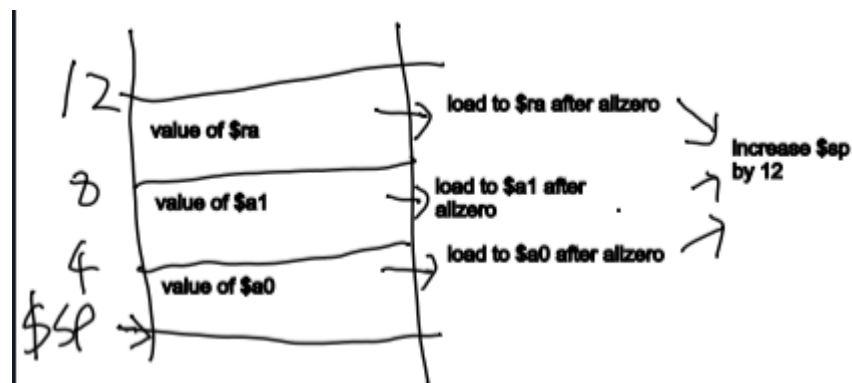 12
value of $ra
load to $ra after allzero
increase $sp
by 12
8
value of $a1
load to $a1 after
allzero
4
value of $a0
load to $a0 after allzero
$sp